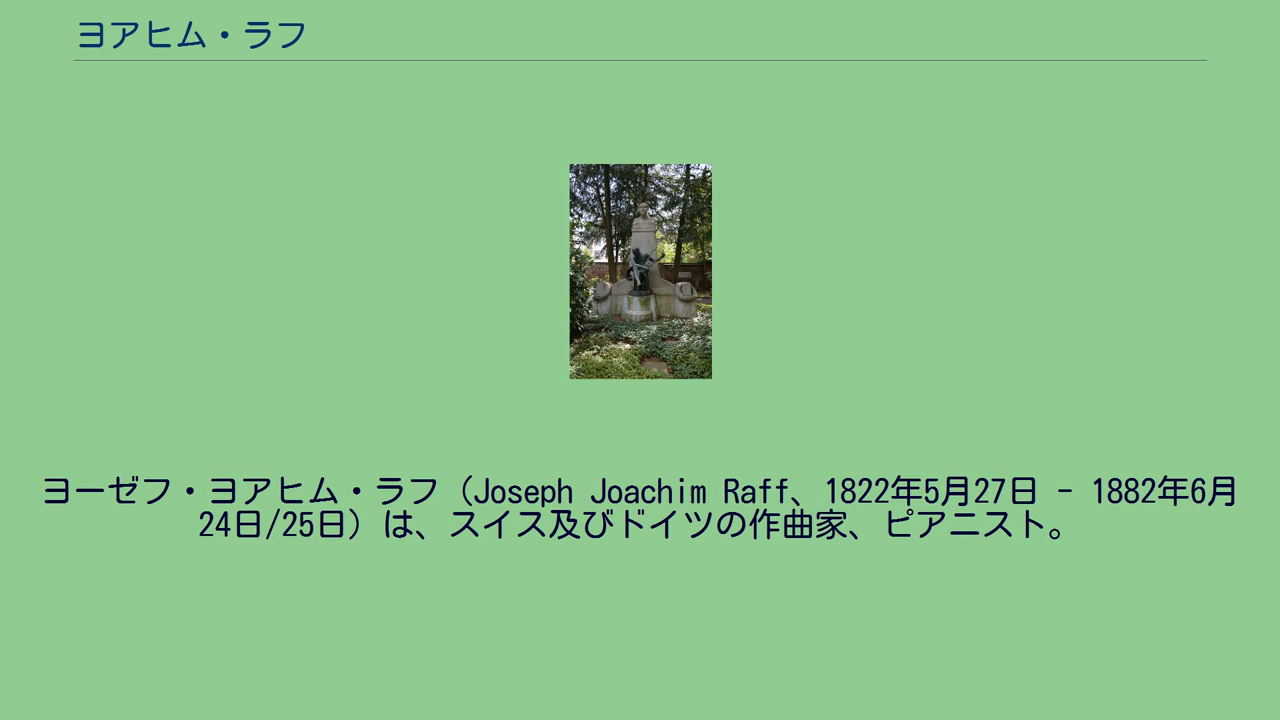 ヨアヒム・ラフ
ヨーゼフ・ヨアヒム・ラフ（Joseph Joachim Raff、1822年5月27日 - 1882年6月
24日/25日）は、スイス及びドイツの作曲家、ピアニスト。